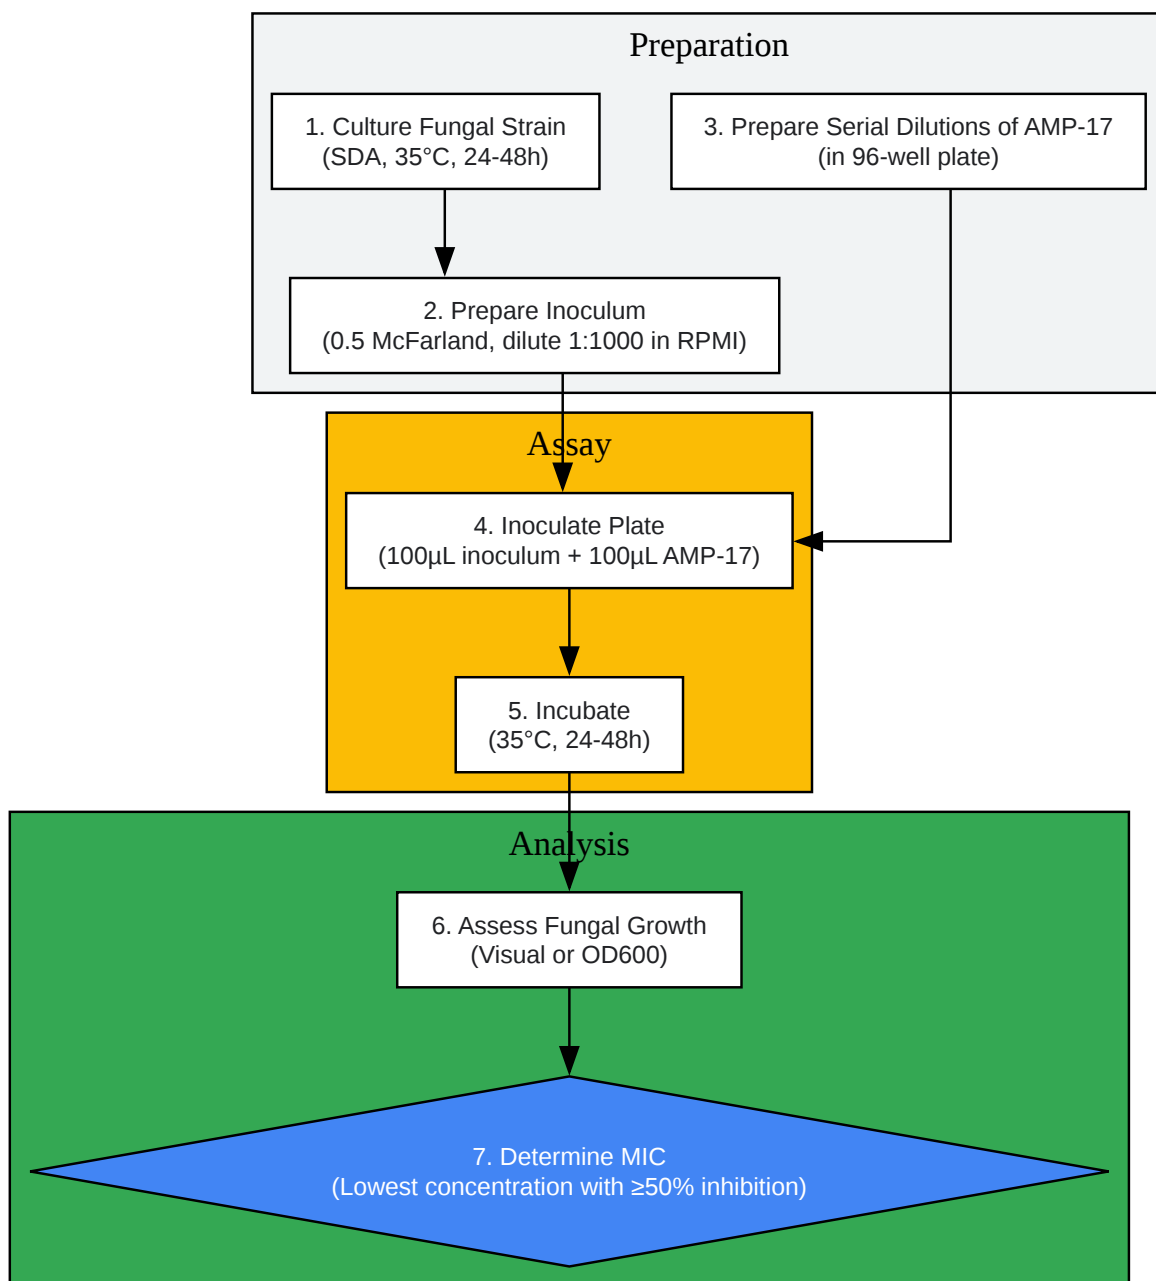 Preparation
1. Culture Fungal Strain
(SDA, 35°C, 24-48h)
3. Prepare Serial Dilutions of AMP-17
(in 96-well plate)
2. Prepare Inoculum
(0.5 McFarland, dilute 1:1000 in RPMI)
Assay
4. Inoculate Plate
(100µL inoculum + 100µL AMP-17)
5. Incubate
(35°C, 24-48h)
Analysis
6. Assess Fungal Growth
(Visual or OD600)
7. Determine MIC
(Lowest concentration with ≥50% inhibition)